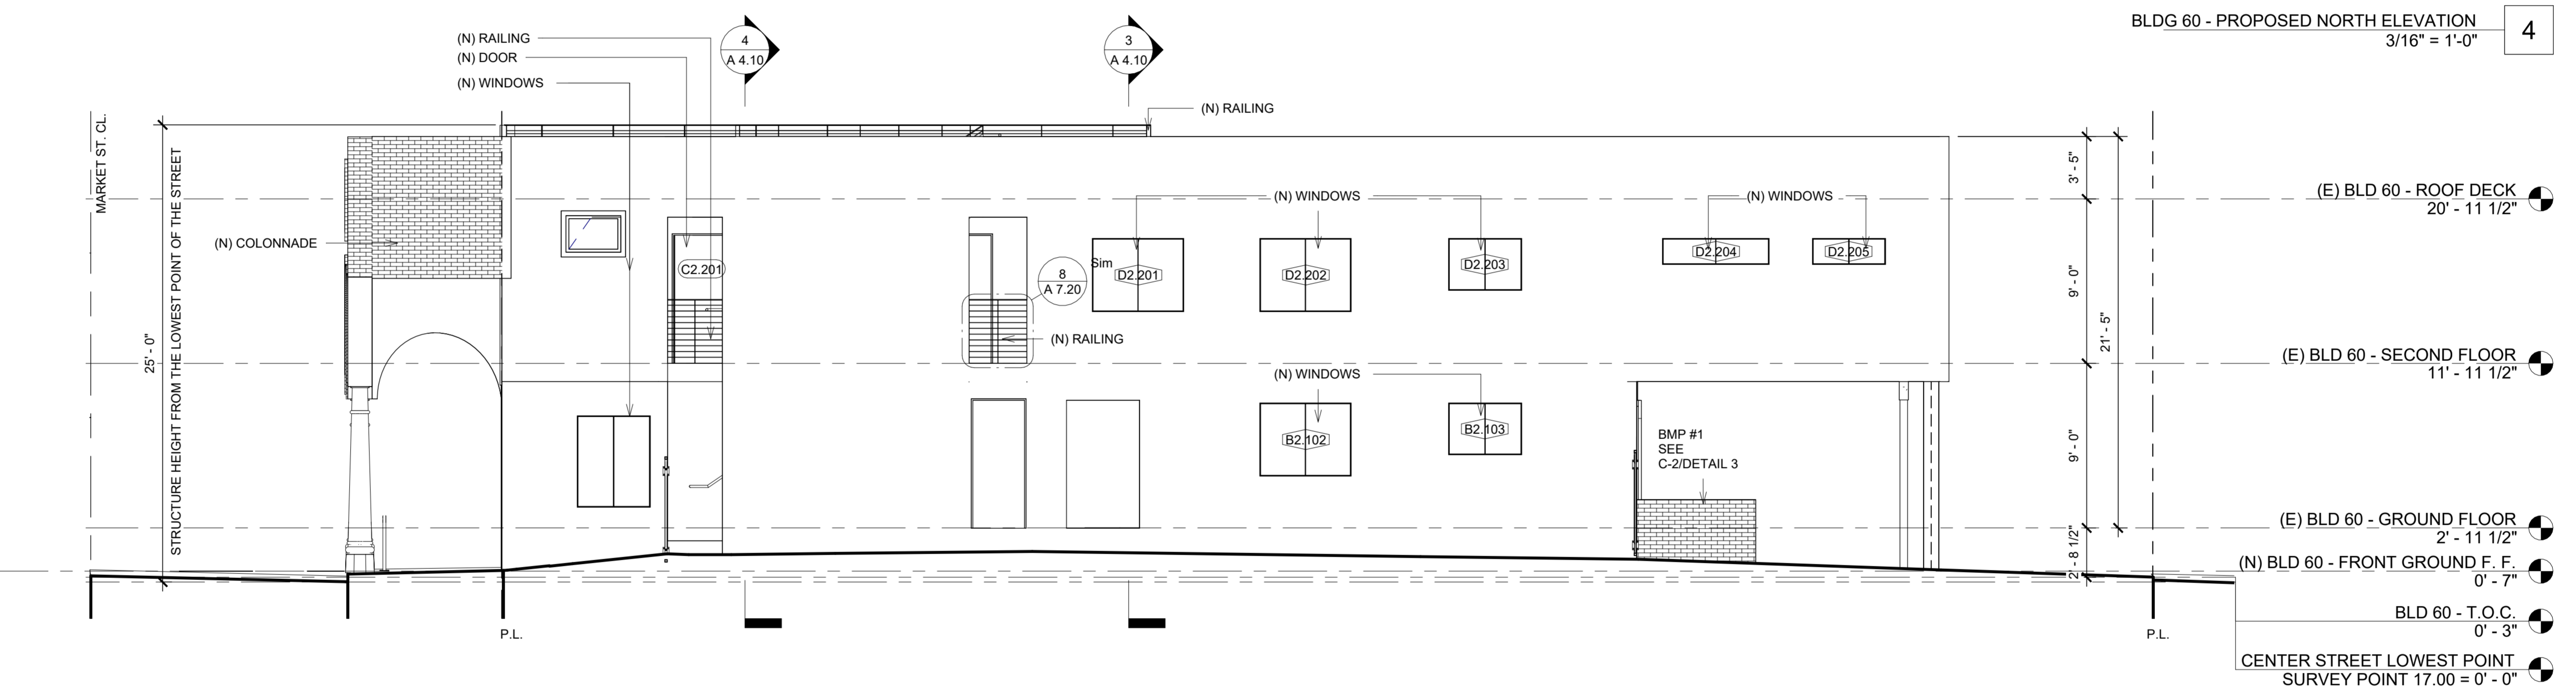 BLDG 60 - PROPOSED NORTH ELEVATION
3/16" = 1'-0"
4
(N) RAILING
(N) DOOR
(N) WINDOWS
4
A 4.10
3
A 4.10
(N) RAILING
MARKET ST. CL.
STRUCTURE HEIGHT FROM THE LOWEST POINT OF THE STREET
25' - 0"
(N) COLONNADE
C2.201
8
A 7.20
Sim
(N) RAILING
(N) WINDOWS
D2.201
D2.202
D2.203
(N) WINDOWS
D2.204
D2.205
(N) WINDOWS
B2.102
B2.103
BMP #1
SEE
C-2/DETAIL 3
3' - 5"
9' - 0"
21' - 5"
9' - 0"
2' - 8 1/2"
(E) BLD 60 - ROOF DECK
20' - 11 1/2"
(E) BLD 60 - SECOND FLOOR
11' - 11 1/2"
(E) BLD 60 - GROUND FLOOR
2' - 11 1/2"
(N) BLD 60 - FRONT GROUND F. F.
0' - 7"
BLD 60 - T.O.C.
0' - 3"
CENTER STREET LOWEST POINT
SURVEY POINT 17.00 = 0' - 0"
P.L.
P.L.